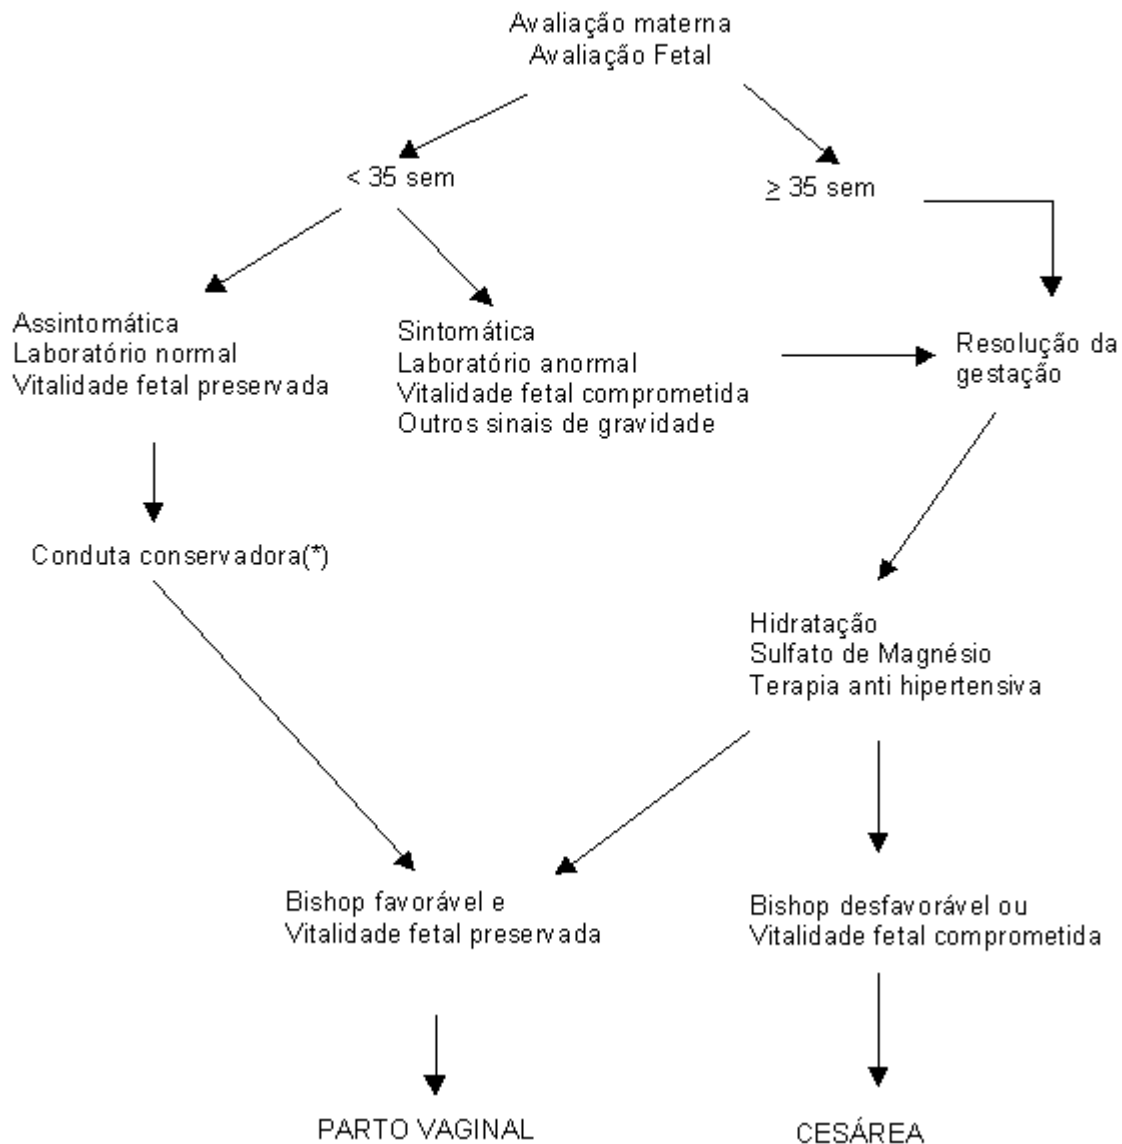 Avaliação materna
Avaliação Fetal
< 35 sem
≥ 35 sem
Assintomática
Laboratório normal
Vitalidade fetal preservada
Sintomática
Laboratório anormal
Vitalidade fetal comprometida
Outros sinais de gravidade
Resolução da
gestação
Conduta conservadora(*)
Hidratação
Sulfato de Magnésio
Terapia anti hipertensiva
Bishop favorável e
Vitalidade fetal preservada
Bishop desfavorável ou
Vitalidade fetal comprometida
PARTO VAGINAL
CESÁREA